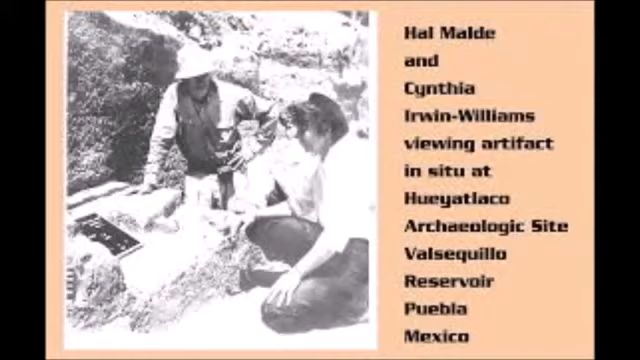 Hal Malde
and
Cynthia
Irwin-Williams
viewing artifact
in situ at
Hueyatlaco
Archaeologic Site
Valsequillo
Reservoir
Puebla
Mexico